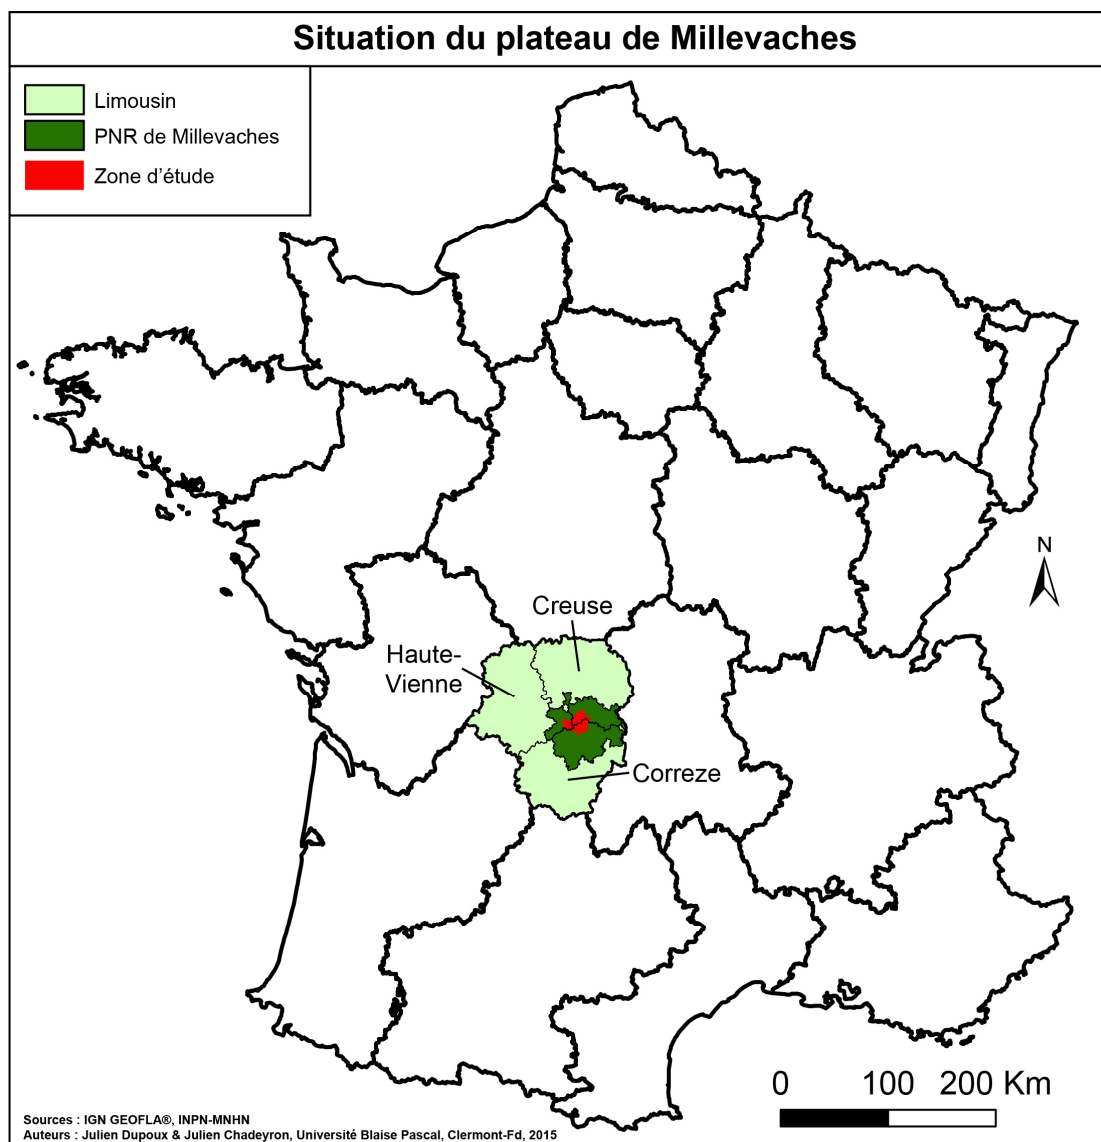 Situation du plateau de Millevaches
Limousin
PNR de Millevaches
Zone d'étude
N
Creuse
Haute-
Vienne
Correze
0 100 200 Km
Sources : IGN GEOFLA®, INPN-MNHN
Auteurs : Julien Dupoux & Julien Chadeyron, Université Blaise Pascal, Clermont-Fd, 2015